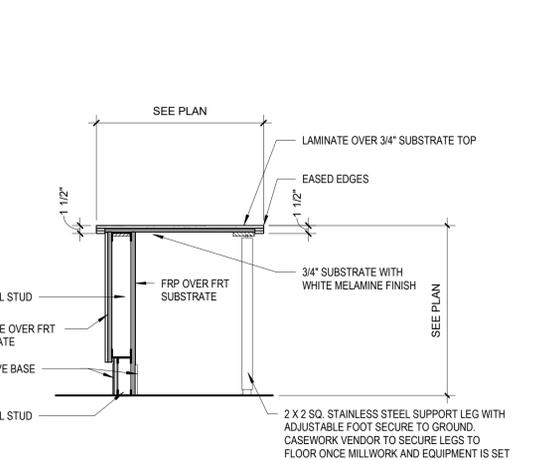 SEE PLAN
LAMINATE OVER 3/4" SUBSTRATE TOP
EASED EDGES
1 1/2"
1 1/2"
3/4" SUBSTRATE WITH
WHITE MELAMINE FINISH
FRP OVER FRT
SUBSTRATE
SEE PLAN
STUD
OVER FRT
BASE
STUD
2 X 2 SQ. STAINLESS STEEL SUPPORT LEG WITH
ADJUSTABLE FOOT SECURE TO GROUND.
CASEWORK VENDOR TO SECURE LEGS TO
FLOOR ONCE MILLWORK AND EQUIPMENT IS SET